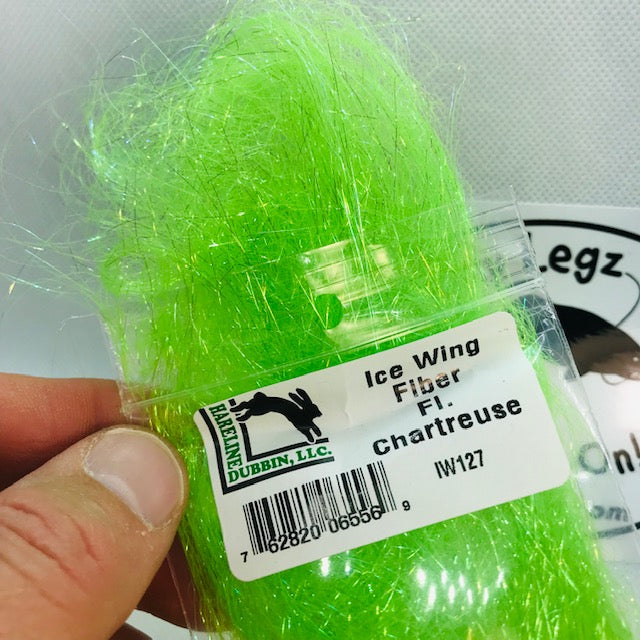 Legz
Ice Wing
Fiber
Fl.
Chartreuse
IW127
HARELINE
DUBBIN, LLC.
7 62820 06556 9